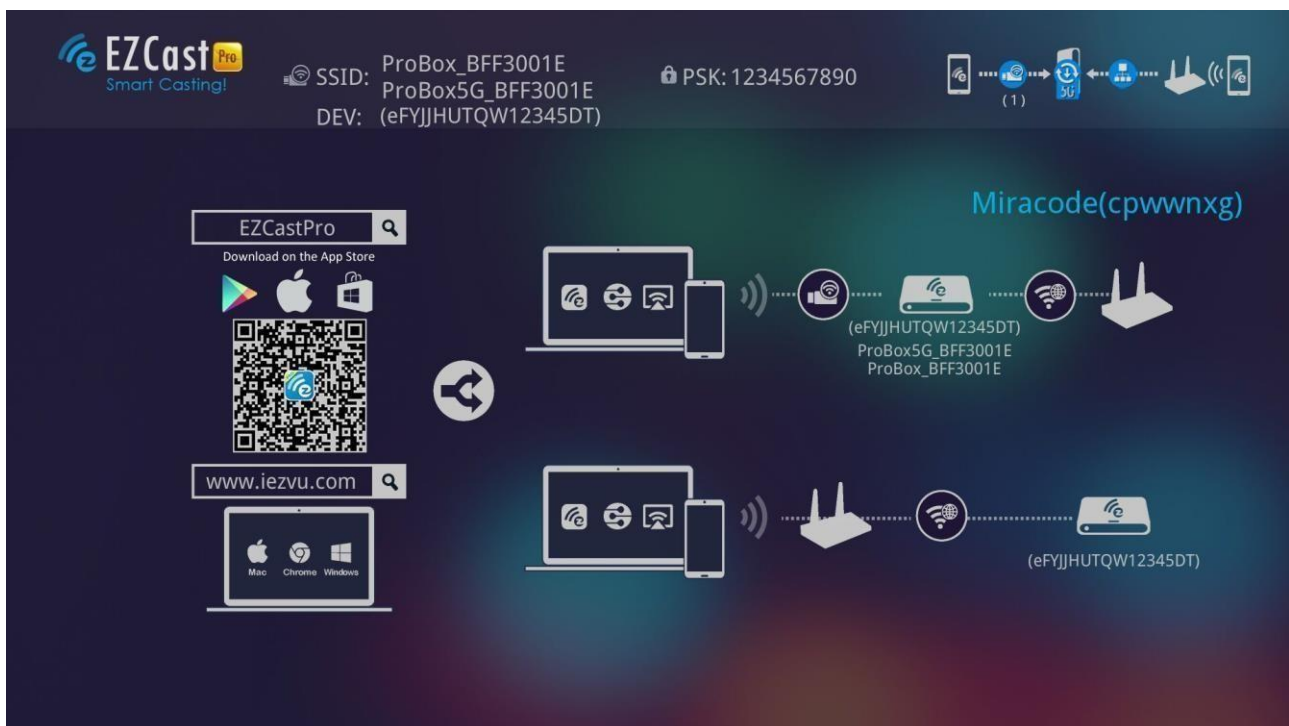 EZCast Pro
Smart Casting!
SSID: ProBox_BFF3001E
ProBox5G_BFF3001E
DEV: (eFYJJHUTQW12345DT)
PSK: 1234567890
(1)
5G
Miracode(cpwwnxg)
EZCastPro
Download on the App Store
www.iezvu.com
Mac Chrome Windows
(eFYJJHUTQW12345DT)
ProBox5G_BFF3001E
ProBox_BFF3001E
(eFYJJHUTQW12345DT)